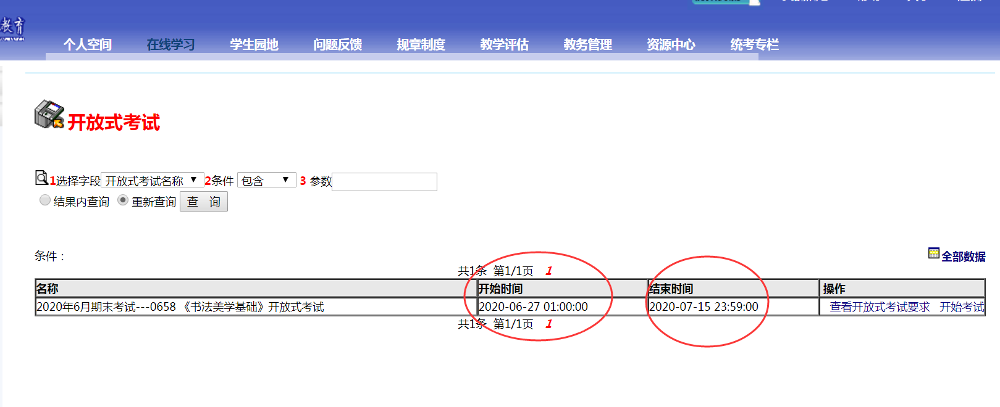 教育
个人空间 在线学习 学生园地 问题反馈 规章制度 教学评估 教务管理 资源中心 统考专栏
开放式考试
1选择字段 开放式考试名称 ▼ 2条件 包含 ▼ 3 参数
结果内查询 重新查询 查 询
条件：
全部数据
共1条 第1/1页 1
名称 开始时间 结束时间 操作
2020年6月期末考试---0658 《书法美学基础》开放式考试 2020-06-27 01:00:00 2020-07-15 23:59:00 查看开放式考试要求 开始考试
共1条 第1/1页 1